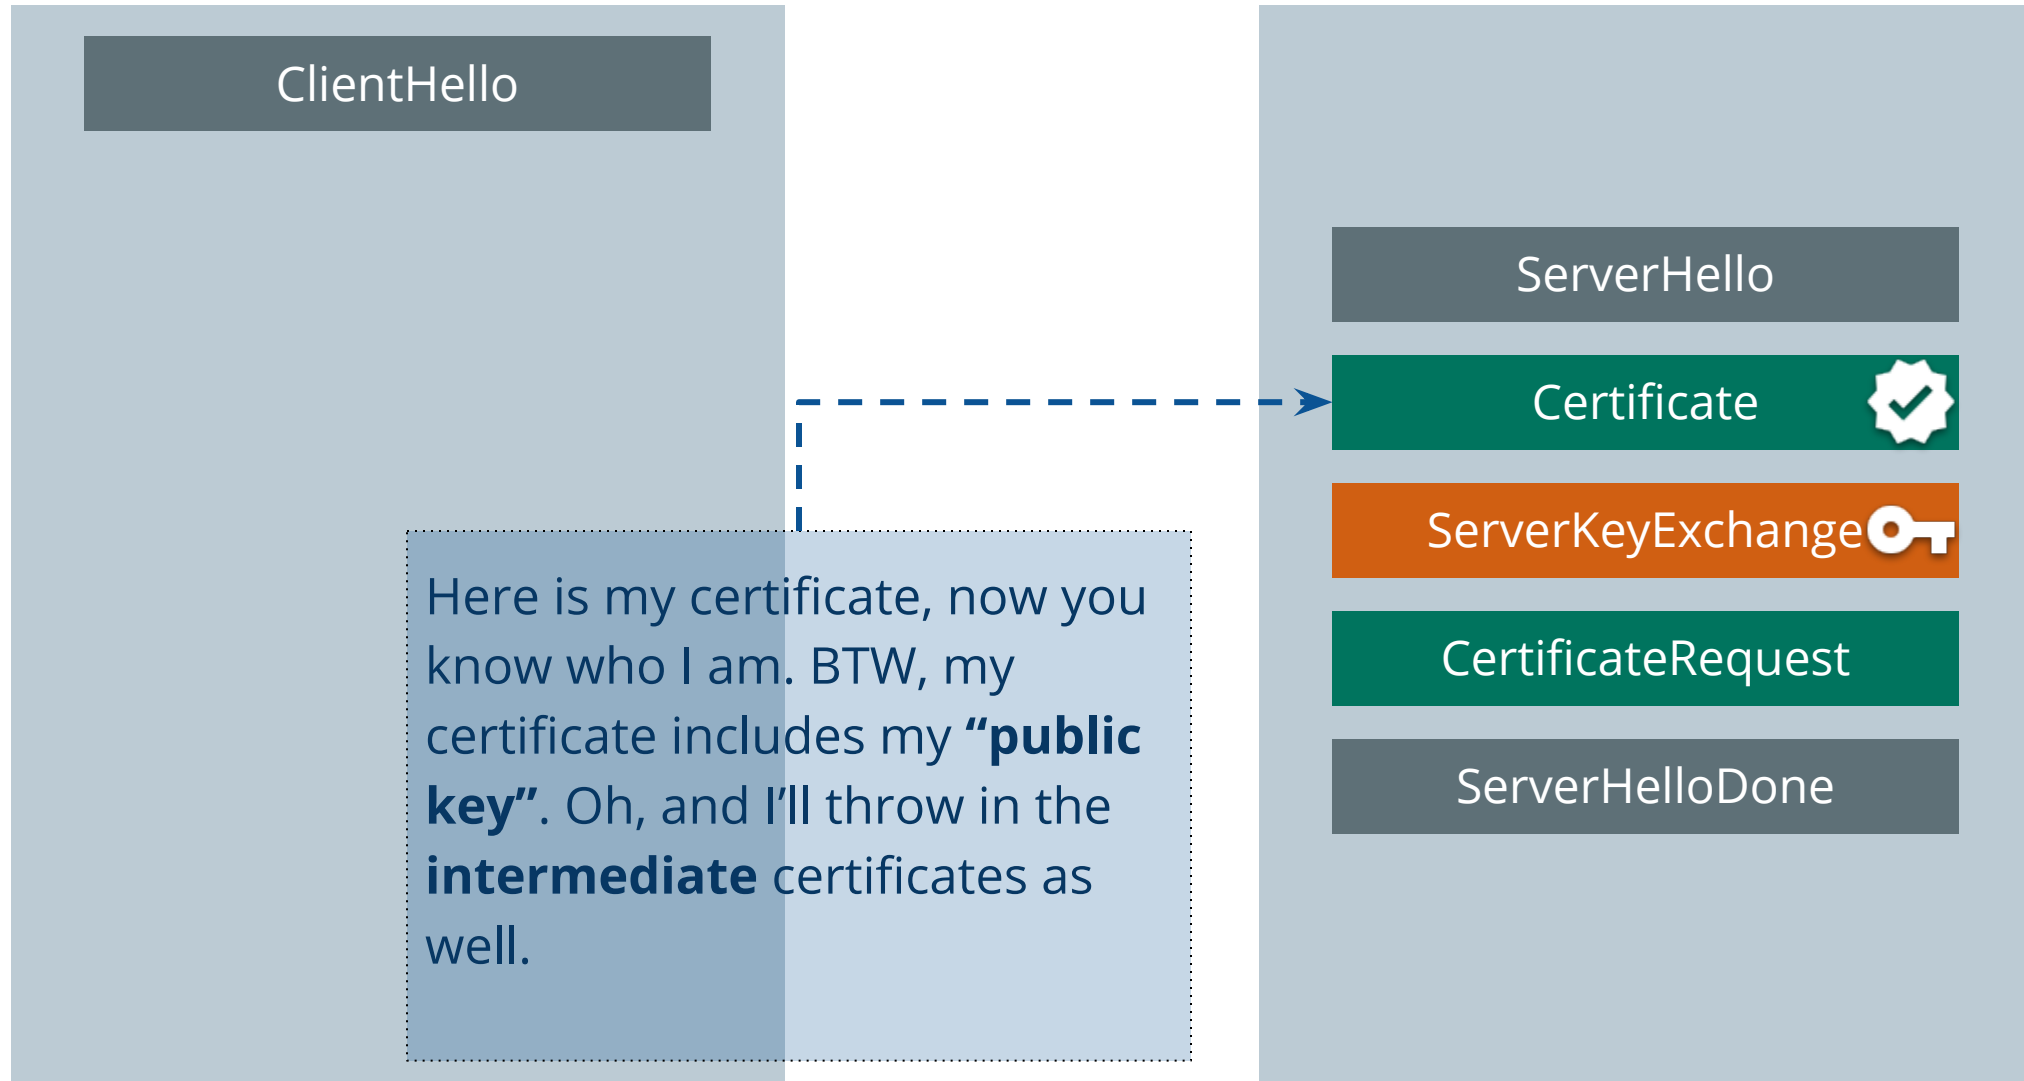 ClientHello
ServerHello
Certificate
ServerKeyExchange
CertificateRequest
ServerHelloDone
Here is my certificate, now you
know who I am. BTW, my
certificate includes my “public
key”. Oh, and I’ll throw in the
intermediate certificates as
well.